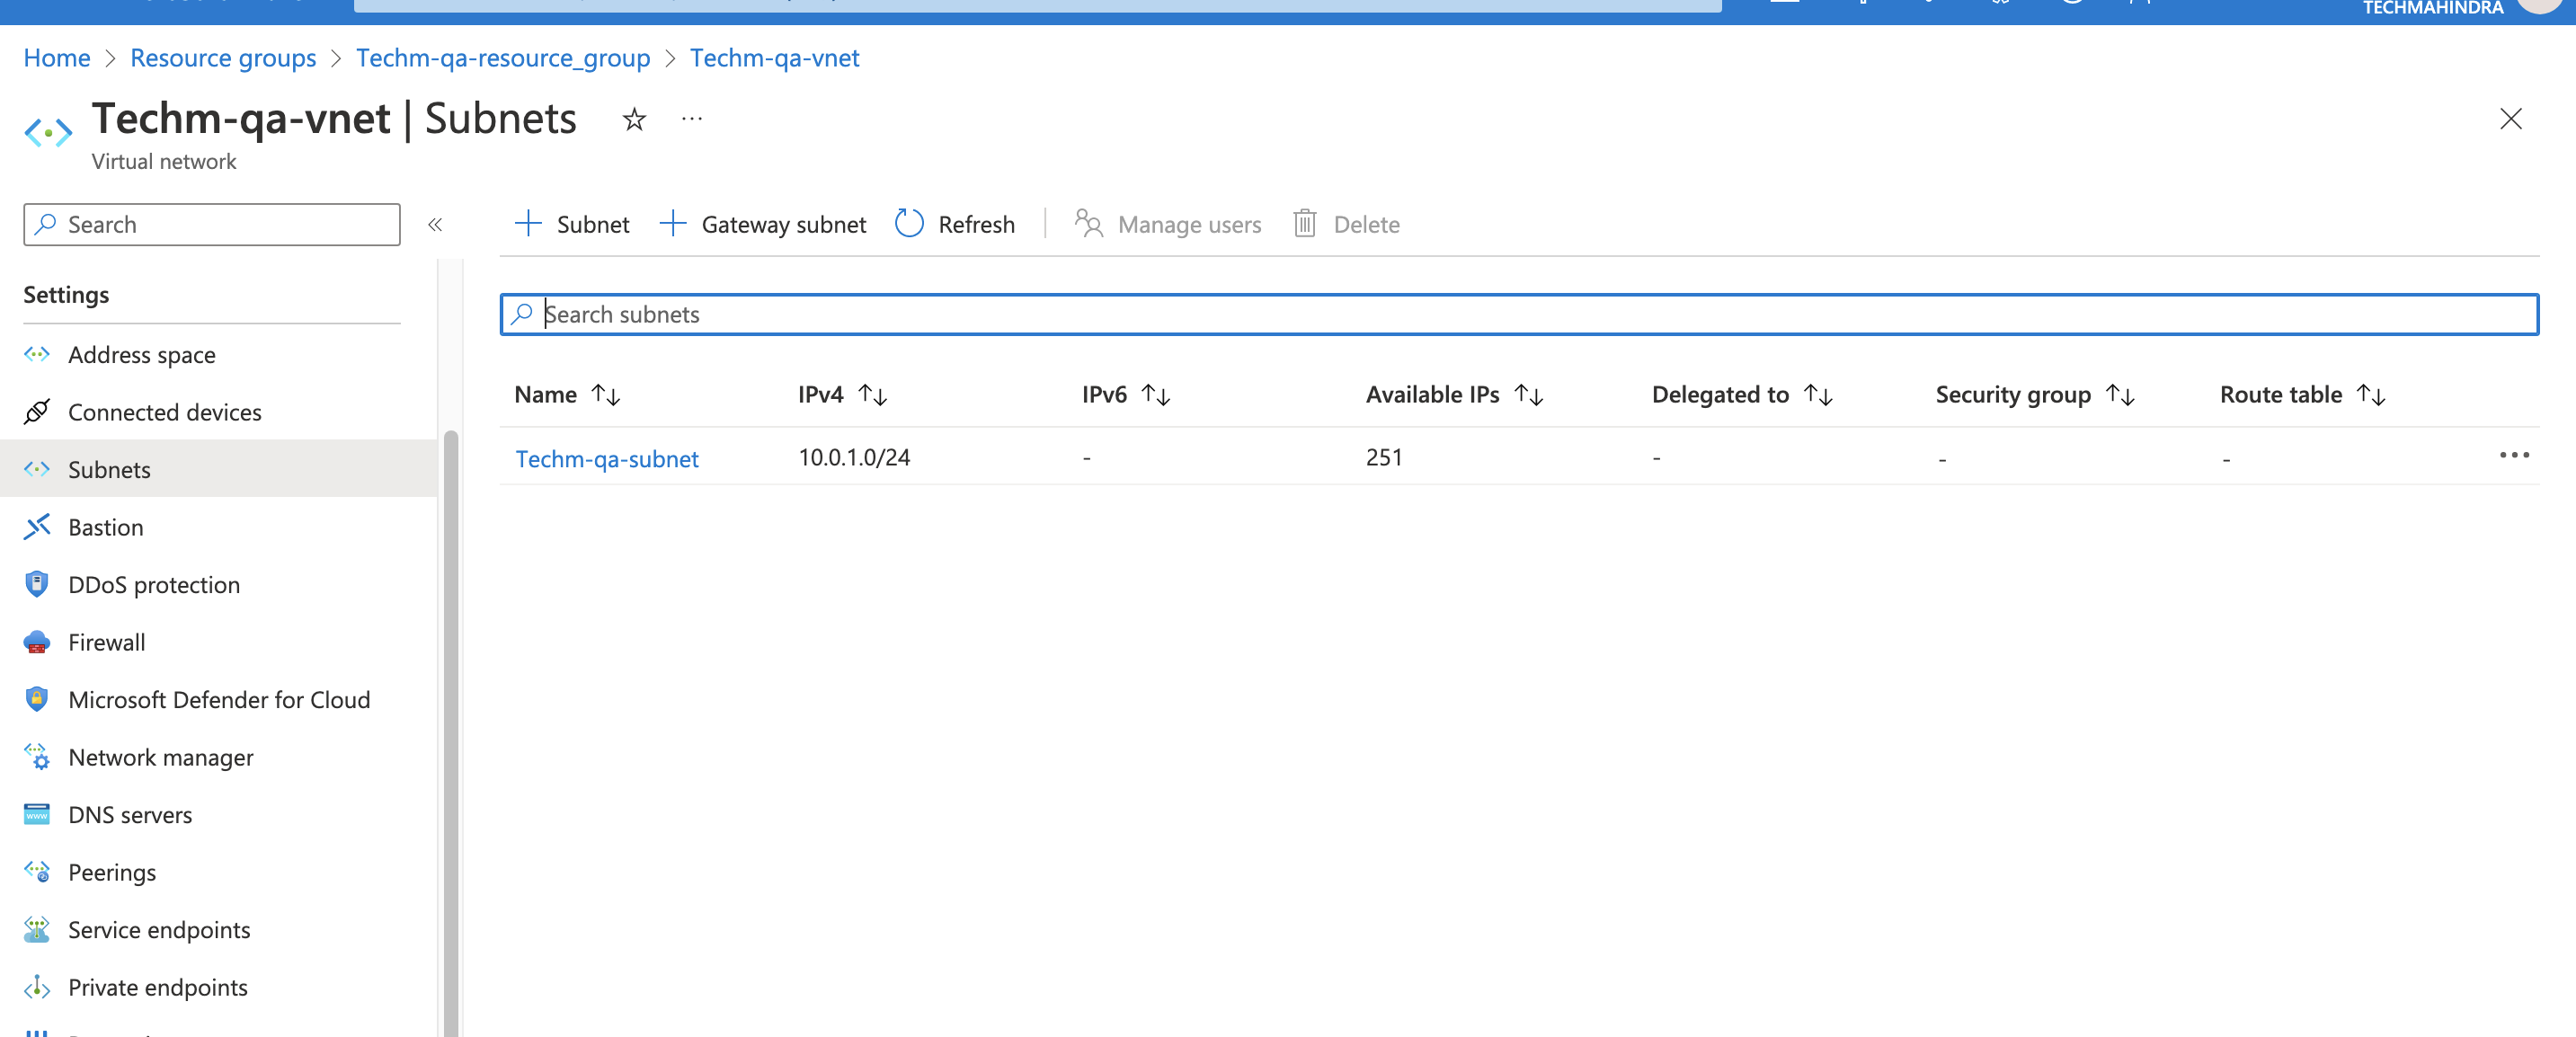 TECHMAHINDRA
Home > Resource groups > Techm-qa-resource_group > Techm-qa-vnet
Techm-qa-vnet | Subnets
Virtual network
Search
Subnet
Gateway subnet
Refresh
Manage users
Delete
Settings
Address space
Connected devices
Subnets
Bastion
DDoS protection
Firewall
Microsoft Defender for Cloud
Network manager
DNS servers
Peerings
Service endpoints
Private endpoints
Search subnets
Name IPv4 IPv6 Available IPs Delegated to Security group Route table
Techm-qa-subnet 10.0.1.0/24 - 251 - - -